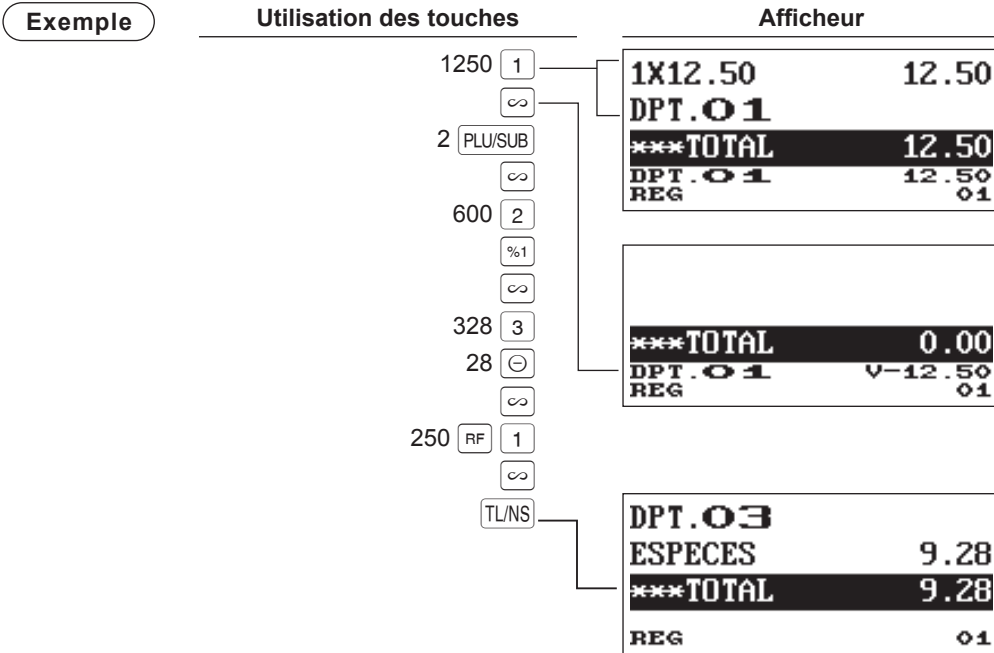 Exemple
Utilisation des touches
Afficheur
1250 1
∾
2 PLU/SUB
∾
600 2
%1
∾
328 3
28 ⊖
∾
250 RF 1
∾
TL/NS
1X12.50 12.50
DPT.01
***TOTAL 12.50
DPT.01 12.50
REG 01
***TOTAL 0.00
DPT.01 V-12.50
REG 01
DPT.03
ESPECES 9.28
***TOTAL 9.28
REG 01